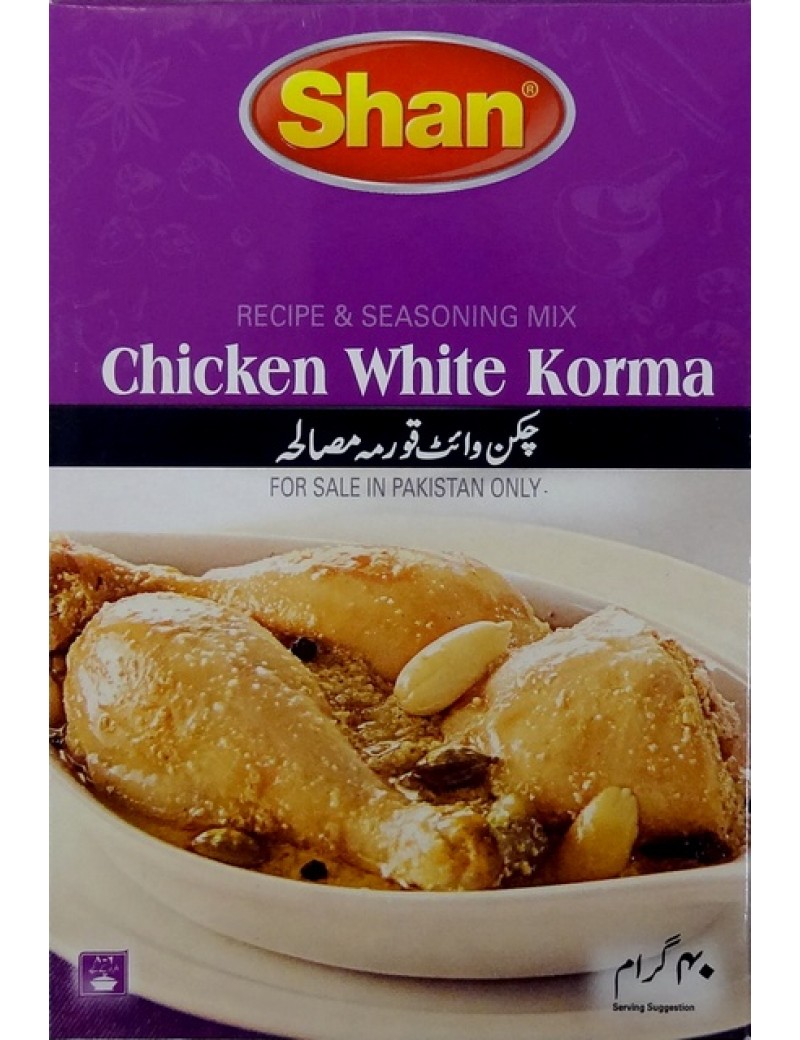 Shan®
RECIPE & SEASONING MIX
Chicken White Korma
چکن وائٹ قورمہ مصالحہ
FOR SALE IN PAKISTAN ONLY
۴۰ گرام
Serving Suggestion